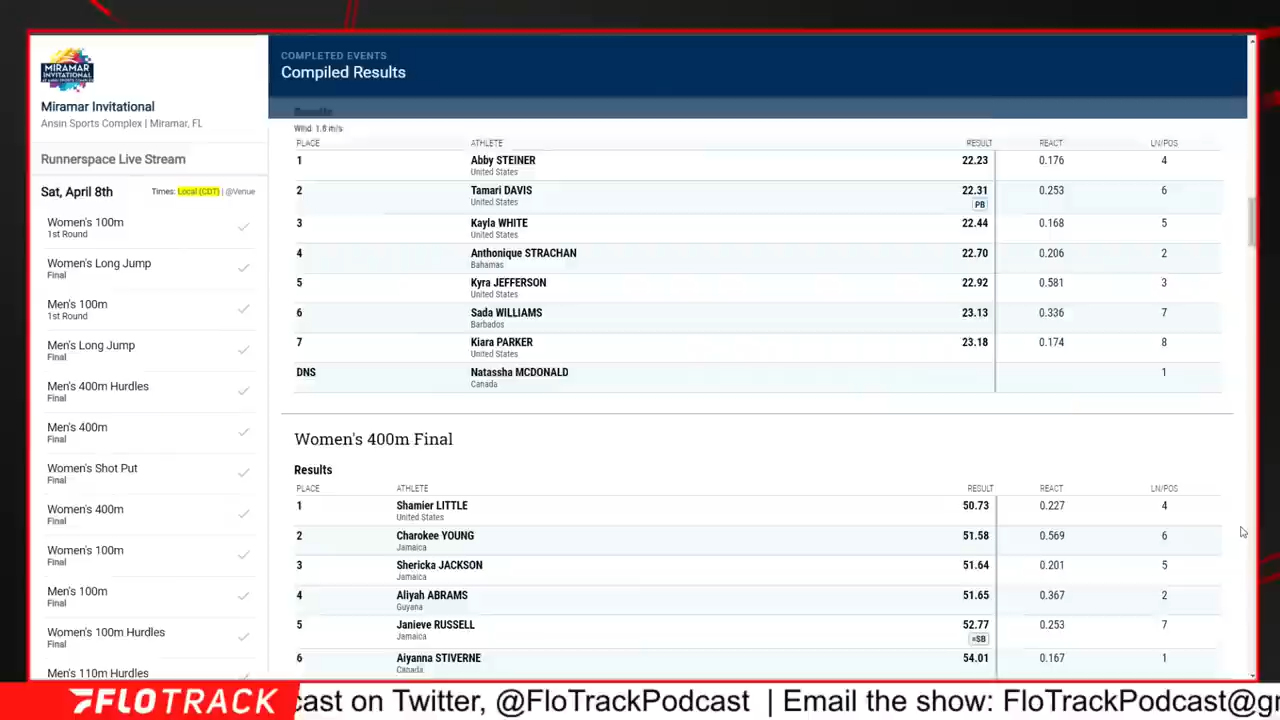 MIRAMAR
INVITATIONAL
Miramar Invitational
Ansin Sports Complex | Miramar, FL
Runnerspace Live Stream
Sat, April 8th
Times: Local (CDT) | @Venue
Women's 100m
1st Round
Women's Long Jump
Final
Men's 100m
1st Round
Men's Long Jump
Final
Men's 400m Hurdles
Final
Men's 400m
Final
Women's Shot Put
Final
Women's 400m
Final
Women's 100m
Final
Men's 100m
Final
Women's 100m Hurdles
Final
Men's 110m Hurdles
COMPLETED EVENTS
Compiled Results
Results
Wind: 1.6 m/s
PLACE ATHLETE RESULT REACT LN/POS
1 Abby STEINER 22.23 0.176 4
United States
2 Tamari DAVIS 22.31 0.253 6
United States PB
3 Kayla WHITE 22.44 0.168 5
United States
4 Anthonique STRACHAN 22.70 0.206 2
Bahamas
5 Kyra JEFFERSON 22.92 0.581 3
United States
6 Sada WILLIAMS 23.13 0.336 7
Barbados
7 Kiara PARKER 23.18 0.174 8
United States
DNS Natassha MCDONALD 1
Canada
Women's 400m Final
Results
PLACE ATHLETE RESULT REACT LN/POS
1 Shamier LITTLE 50.73 0.227 4
United States
2 Charokee YOUNG 51.58 0.569 6
Jamaica
3 Shericka JACKSON 51.64 0.201 5
Jamaica
4 Aliyah ABRAMS 51.65 0.367 2
Guyana
5 Janieve RUSSELL 52.77 0.253 7
Jamaica =SB
6 Aiyanna STIVERNE 54.01 0.167 1
Canada
FLOTRACK
cast on Twitter, @FloTrackPodcast | Email the show: FloTrackPodcast@gr